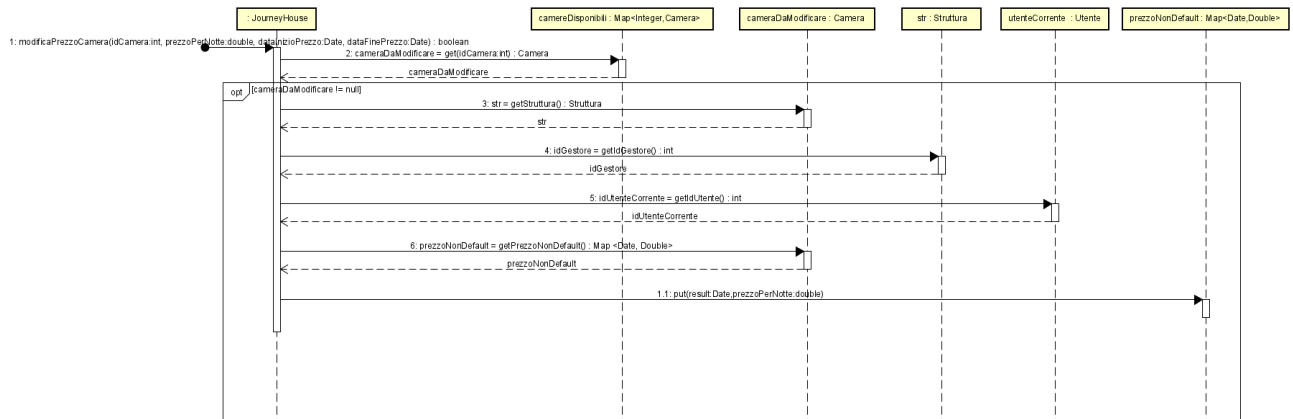 : JourneyHouse
camereDisponibili : Map<Integer,Camera>
cameraDaModificare : Camera
str : Struttura
utenteCorrente : Utente
prezzoNonDefault : Map<Date,Double>
1: modificaPrezzoCamera(idCamera:int, prezzoPerNotte:double, dataInizioPrezzo:Date, dataFinePrezzo:Date) : boolean
2: cameraDaModificare = get(idCamera:int) : Camera
cameraDaModificare
opt
[cameraDaModificare != null]
3: str = getStruttura() : Struttura
str
4: idGestore = getIdGestore() : int
idGestore
5: idUtenteCorrente = getIdUtente() : int
idUtenteCorrente
6: prezzoNonDefault = getPrezzoNonDefault() : Map <Date, Double>
prezzoNonDefault
1.1: put(result:Date,prezzoPerNotte:double)